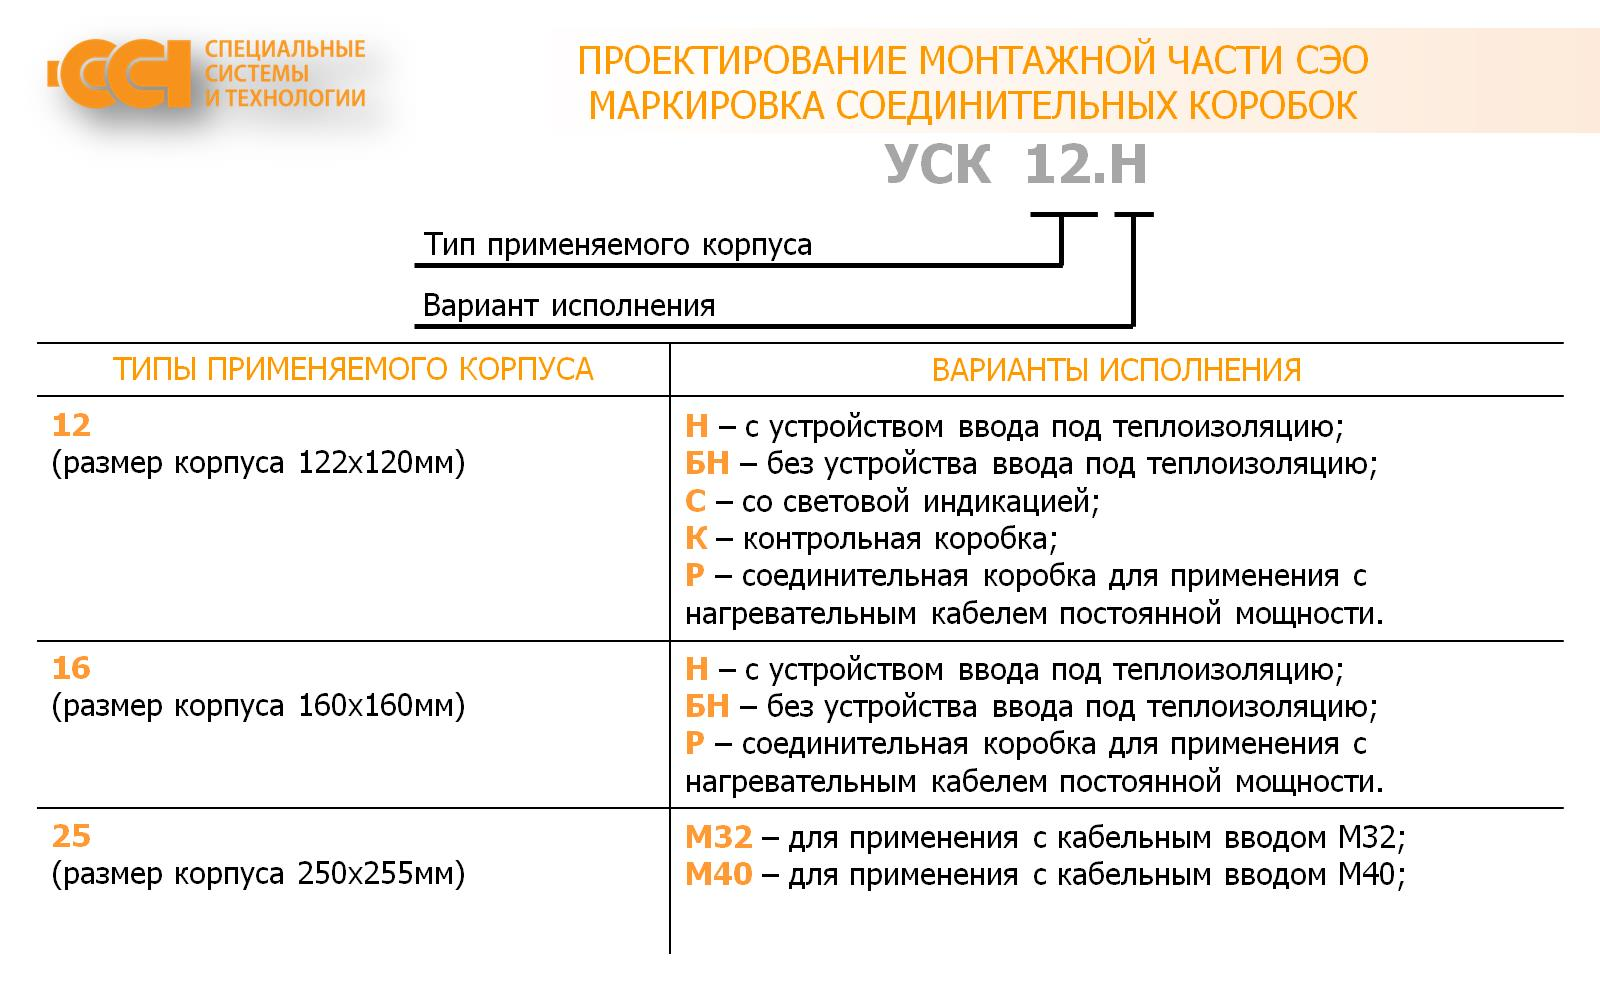 ССТ
СПЕЦИАЛЬНЫЕ
СИСТЕМЫ
И ТЕХНОЛОГИИ
ПРОЕКТИРОВАНИЕ МОНТАЖНОЙ ЧАСТИ СЭО
МАРКИРОВКА СОЕДИНИТЕЛЬНЫХ КОРОБОК
УСК 12.Н
Тип применяемого корпуса
Вариант исполнения
ТИПЫ ПРИМЕНЯЕМОГО КОРПУСА
ВАРИАНТЫ ИСПОЛНЕНИЯ
12
(размер корпуса 122х120мм)
Н – с устройством ввода под теплоизоляцию;
БН – без устройства ввода под теплоизоляцию;
С – со световой индикацией;
К – контрольная коробка;
Р – соединительная коробка для применения с
нагревательным кабелем постоянной мощности.
16
(размер корпуса 160х160мм)
Н – с устройством ввода под теплоизоляцию;
БН – без устройства ввода под теплоизоляцию;
Р – соединительная коробка для применения с
нагревательным кабелем постоянной мощности.
25
(размер корпуса 250х255мм)
М32 – для применения с кабельным вводом М32;
М40 – для применения с кабельным вводом М40;